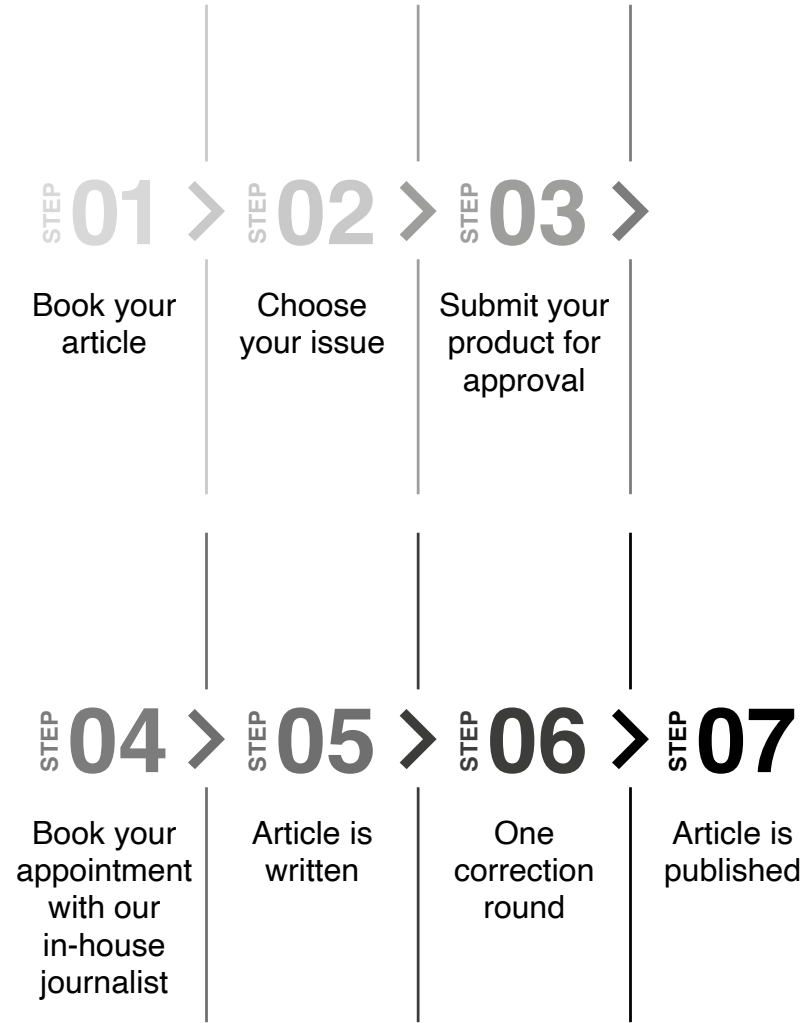 STEP 01
STEP 02
STEP 03
Book your
article
Choose
your issue
Submit your
product for
approval
STEP 04
STEP 05
STEP 06
STEP 07
Book your
appointment
with our
in-house
journalist
Article is
written
One
correction
round
Article is
published